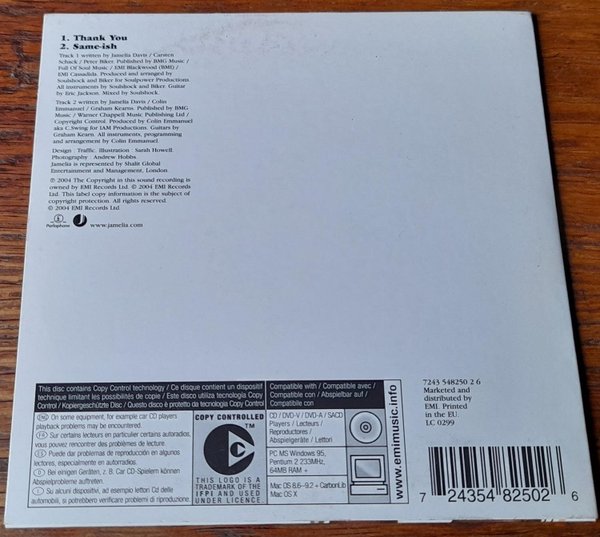 1. Thank You
2. Same-ish
Track 1 written by Jamelia Davis / Carsten
Schack / Peter Biker. Published by BMG Music /
Full Of Soul Music / EMI Blackwood (BMI) /
EMI Cassadida. Produced and arranged by
Soulshock and Biker for Soulpower Productions.
All instruments by Soulshock and Biker. Guitar
by Eric Jackson. Mixed by Soulshock.
Track 2 written by Jamelia Davis / Colin
Emmanuel / Graham Kearns. Published by BMG
Music / Warner Chappell Music Publishing Ltd /
Copyright Control. Produced by Colin Emmanuel
aka C.Swing for IAM Productions. Guitars by
Graham Kearn. All instruments, programming
and arrangement by Colin Emmanuel.
Design : Traffic. Illustration : Sarah Howell.
Photography : Andrew Hobbs.
Jamelia is represented by Shalit Global
Entertainment and Management, London.
℗ 2004 The Copyright in this sound recording is
owned by EMI Records Ltd. © 2004 EMI Records
Ltd. This label copy information is the subject of
copyright protection. All rights reserved.
© 2004 EMI Records Ltd.
Parlophone
J
www.jamelia.com
This disc contains Copy Control technology / Ce disque contient un dispositif
technique limitant les possibilités de copie / Este disco utiliza tecnologia Copy
Control / Kopiergeschützte Disc / Questo disco è protetto da tecnologia Copy Control
On some equipment, for example car CD players
playback problems may be encountered.
Sur certains lecteurs en particulier certains autoradios,
vous pouvez rencontrer des problèmes de lecture.
Puede dar problemas de reproducción en algunos
lectores, especialmente en automóviles.
Bei einigen Geräten, z. B. Car CD-Spielern können
Abspielprobleme auftreten.
Su alcuni dispositivi, ad esempio lettori Cd delle
automobili, si potrebbero verificare problemi di riproduzione.
COPY CONTROLLED
TM
THIS LOGO IS A
TRADEMARK OF THE
IFPI AND USED
UNDER LICENCE.
Compatible with / Compatible avec /
Compatible con / Abspielbar auf /
Compatibile con
CD / DVD-V / DVD-A / SACD
Players / Lecteurs /
Reproductores /
Abspielgeräte / Lettori
PC MS Windows 95,
Pentium 2 233MHz,
64MB RAM +
Mac OS 8.6–9.2 + CarbonLib
Mac OS X
www.emimusic.info
7243 548250 2 6
Marketed and
distributed by
EMI. Printed
in the EU.
LC 0299
7 24354 82502 6